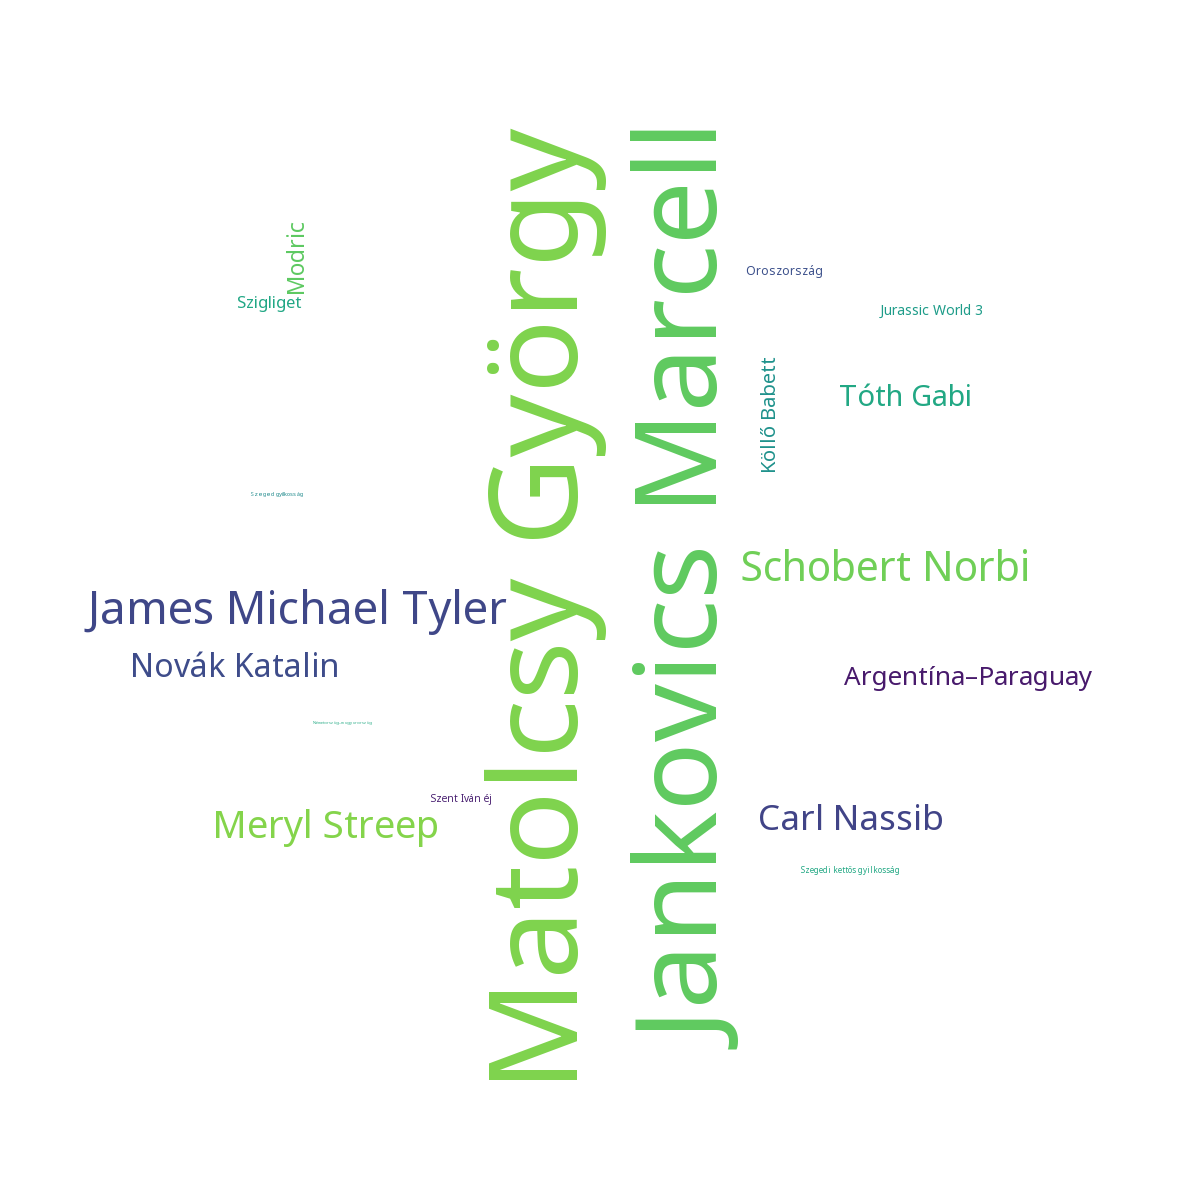 Matolcsy György
Jankovics Marcell
Modric
Szigliget
Oroszország
Jurassic World 3
Köllő Babett
Tóth Gabi
Szeged gyilkosság
Schobert Norbi
James Michael Tyler
Novák Katalin
Argentína–Paraguay
Szent Iván éj
Meryl Streep
Carl Nassib
Szegedi kettős gyilkosság